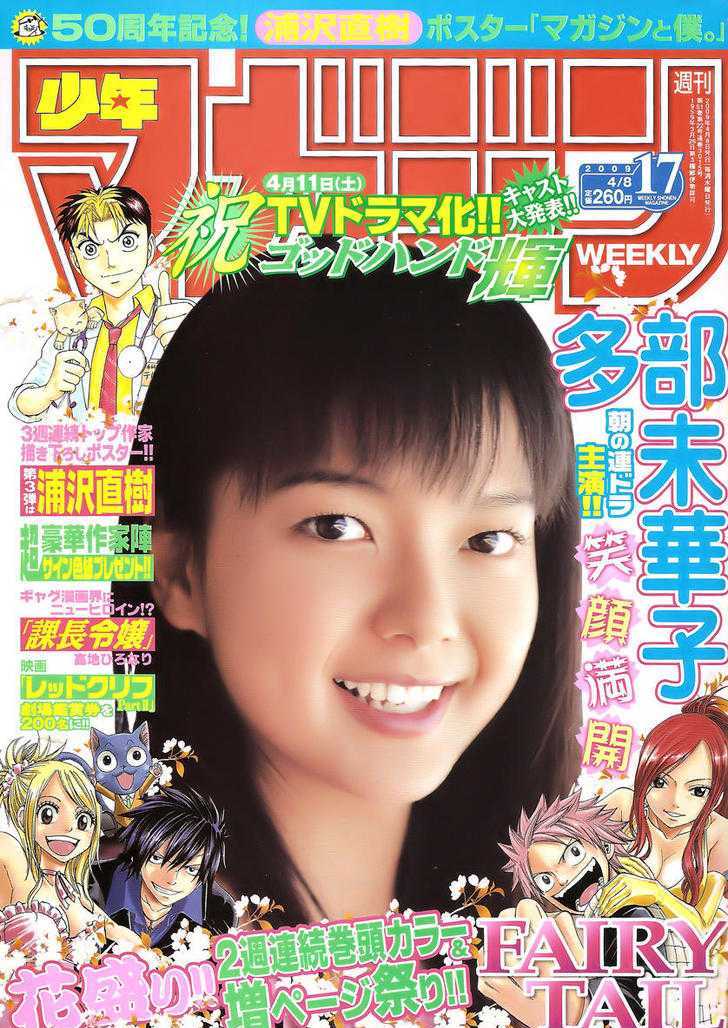 50周年記念! 浦沢直樹 ポスター「マガジンと僕。」
週刊
少年
マガジン
WEEKLY
2009
4/8
17
定価260円
WEEKLY SHONEN MAGAZINE
4月11日(土)
祝TVドラマ化!!
キャスト
大発表!!
ゴッドハンド輝
多部未華子
朝の連ドラ
主演!!
笑顔満開
3週連続トップ作家
描き下ろしポスター!!
第3弾は
浦沢直樹
超豪華作家陣
サイン色紙プレゼント!!
ギャグ漫画界に
ニューヒロイン!?
「課長令嬢」
高地ひろなり
映画
「レッドクリフ PartⅡ」
劇場鑑賞券を
200名に!!
花盛り!!
2週連続巻頭カラー&
増ページ祭り!!
FAIRY
TAIL